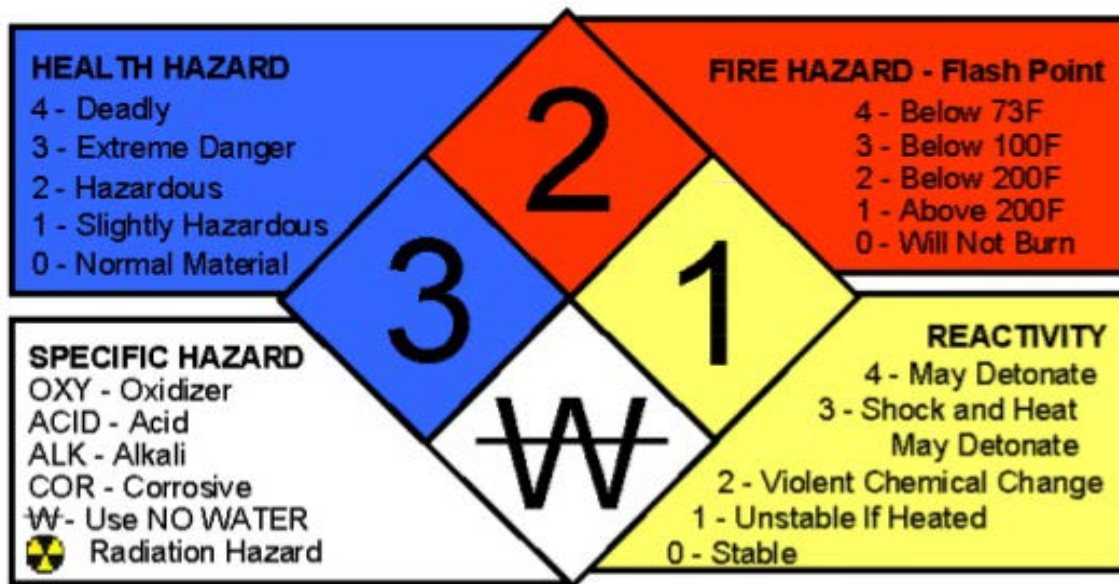 HEALTH HAZARD
4 - Deadly
3 - Extreme Danger
2 - Hazardous
1 - Slightly Hazardous
0 - Normal Material
2
FIRE HAZARD - Flash Point
4 - Below 73F
3 - Below 100F
2 - Below 200F
1 - Above 200F
0 - Will Not Burn
3
1
SPECIFIC HAZARD
OXY - Oxidizer
ACID - Acid
ALK - Alkali
COR - Corrosive
W - Use NO WATER
Radiation Hazard
W
REACTIVITY
4 - May Detonate
3 - Shock and Heat
May Detonate
2 - Violent Chemical Change
1 - Unstable If Heated
0 - Stable